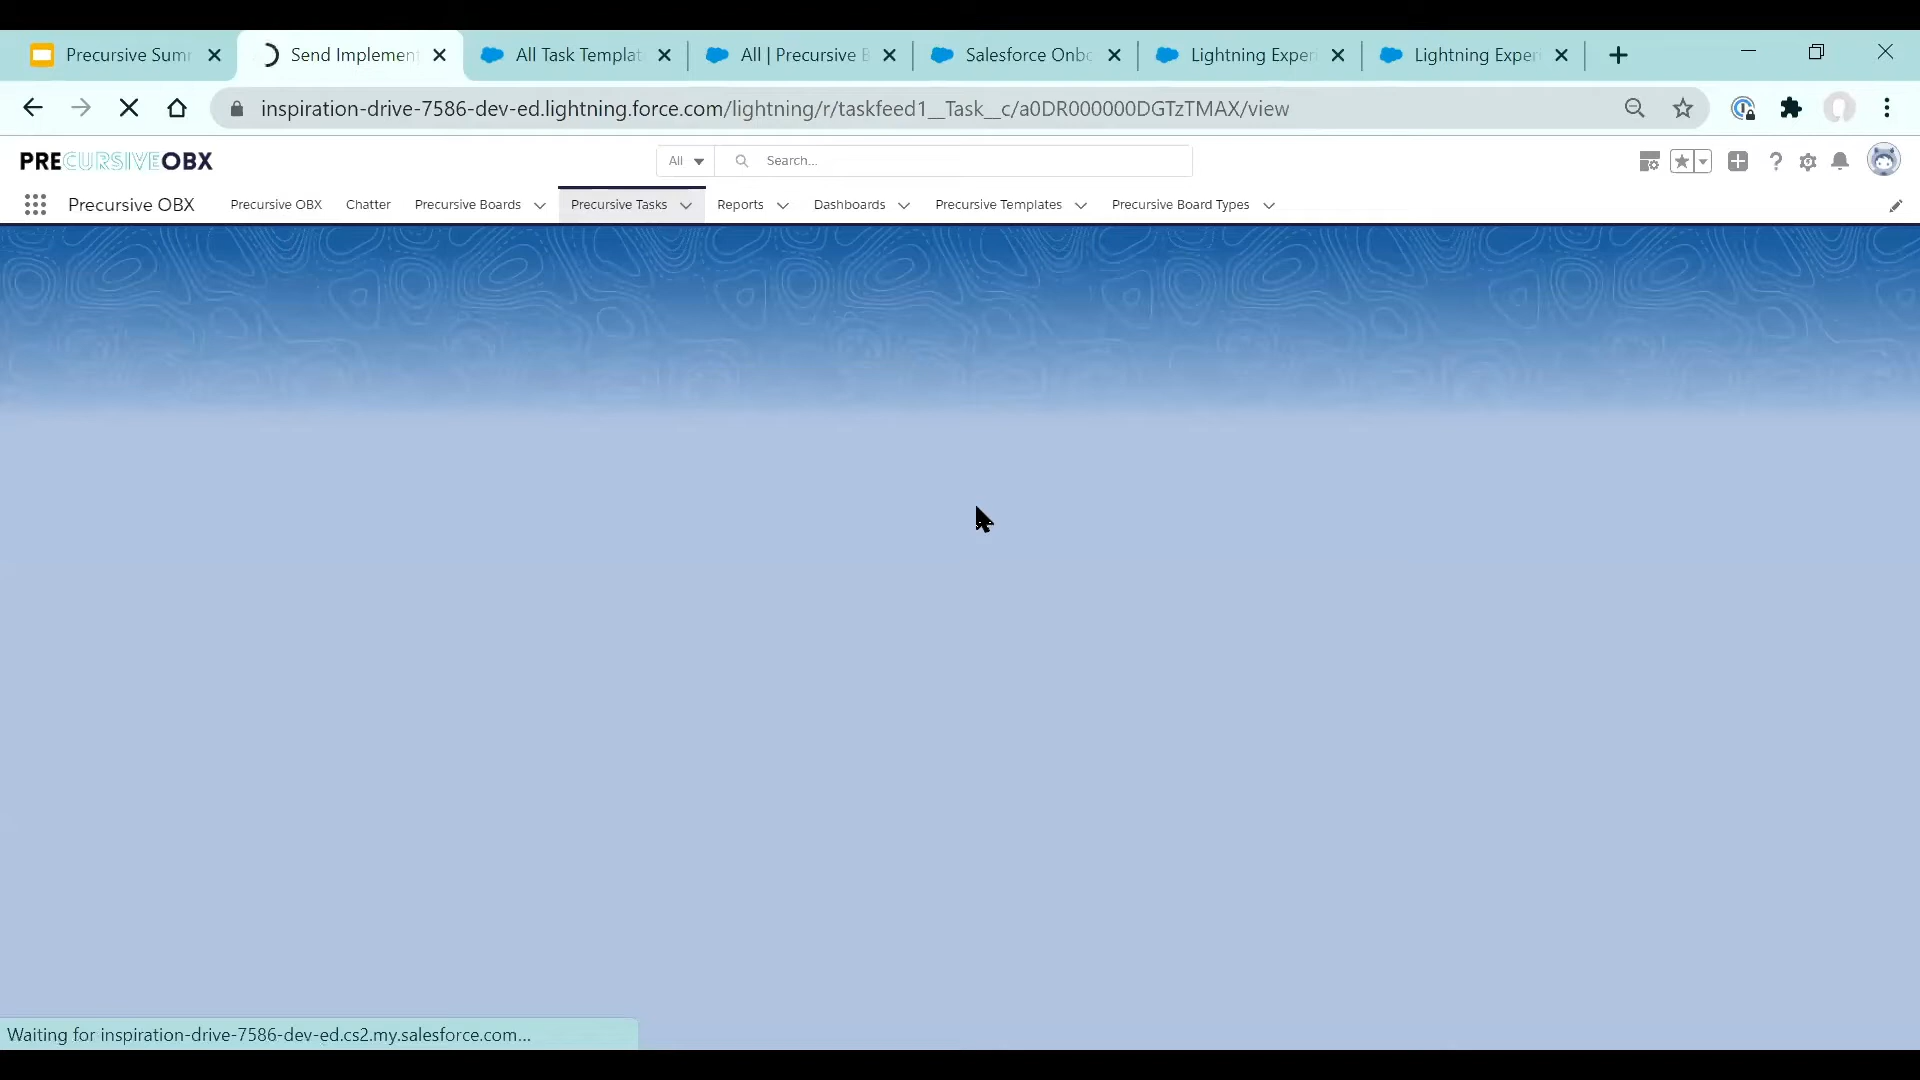 Precursive Sum
Send Implemen
All Task Templa
All | Precursive B
Salesforce Onb
Lightning Experi
Lightning Exper
inspiration-drive-7586-dev-ed.lightning.force.com/lightning/r/taskfeed1__Task__c/a0DR000000DGTzTMAX/view
PRECURSIVEOBX
All
Search...
Precursive OBX
Precursive OBX
Chatter
Precursive Boards
Precursive Tasks
Reports
Dashboards
Precursive Templates
Precursive Board Types
Waiting for inspiration-drive-7586-dev-ed.cs2.my.salesforce.com...